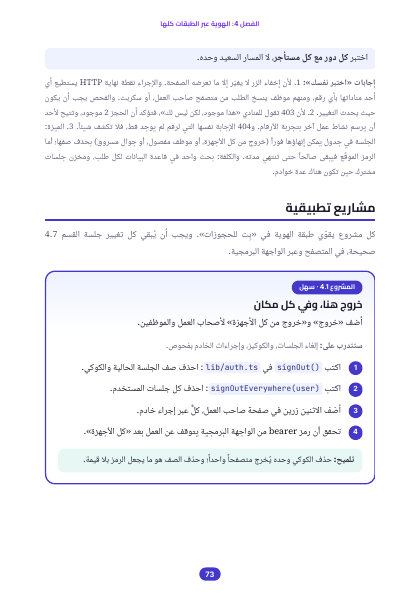 الفصل 4: الهوية عبر الطبقات كلها
اختبر كل دور مع كل مستأجر، لا المسار السعيد وحده.
إجابات «اختبر نفسك»: 1. لأن إخفاء الزر لا يغيّر إلا ما تعرضه الصفحة. والإجراء نقطة نهاية HTTP يستطيع أي
أحد مناداتها بأي رقم، ومنهم موظف ينسخ الطلب من متصفح صاحب العمل، أو سكربت. والفحص يجب أن يكون
حيث يحدث التغيير. 2. لأن 403 تقول للمنادي «هذا موجود، لكن ليس لك»، فتؤكد أن الحجز 2 موجود، وتتيح لأحد
أن يرسم نشاط عمل آخر بتجربة الأرقام. و404 الإجابة نفسها التي لرقم لم يوجد قط، فلا تكشف شيئاً. 3. الميزة:
الجلسة في جدول يمكن إنهاؤها فوراً (خروج من كل الأجهزة، أو موظف مفصول، أو جوال مسروق) بحذف صفها؛ أما
الرمز الموقّع فيبقى صالحاً حتى تنتهي مدته. والكلفة: بحث واحد في قاعدة البيانات لكل طلب، ومخزن جلسات
مشترك حين تكون هناك عدة خوادم.
مشاريع تطبيقية
كل مشروع يقوّي طبقة الهوية في «بِت للحجوزات». ويجب أن يُبقي كل تغيير جلسة القسم 4.7
صحيحة، في المتصفح وعبر الواجهة البرمجية.
المشروع 4.1 · سهل
خروج هنا، وفي كل مكان
أضف «خروج» و«خروج من كل الأجهزة» لأصحاب العمل والموظفين.
ستتدرب على: إلغاء الجلسات، والكوكيز، وإجراءات الخادم بفحوص.
1 اكتب signOut() في lib/auth.ts: احذف صف الجلسة الحالية والكوكي.
2 اكتب signOutEverywhere(user): احذف كل جلسات المستخدم.
3 أضف الاثنين زرين في صفحة صاحب العمل، كلٌّ عبر إجراء خادم.
4 تحقق أن رمز bearer من الواجهة البرمجية يتوقف عن العمل بعد «كل الأجهزة».
تلميح: حذف الكوكي وحده يُخرج متصفحاً واحداً؛ وحذف الصف هو ما يجعل الرمز بلا قيمة.
73